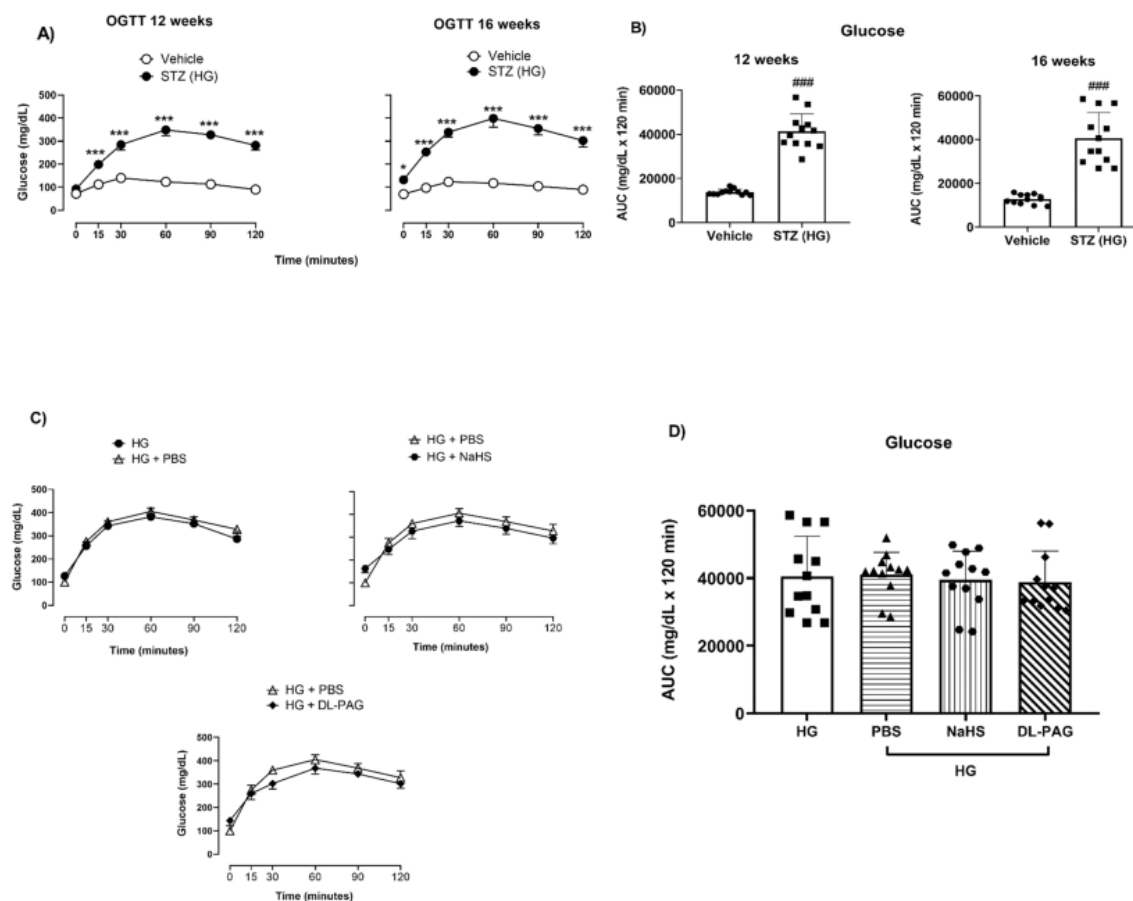 A)
OGTT 12 weeks
Vehicle
STZ (HG)
Glucose (mg/dL)
500
400
300
200
100
0
***
***
***
***
***
0 15 30 60 90 120
OGTT 16 weeks
Vehicle
STZ (HG)
*
***
***
***
***
***
0 15 30 60 90 120
Time (minutes)
B)
Glucose
12 weeks
AUC (mg/dL x 120 min)
60000
40000
20000
0
###
Vehicle STZ (HG)
16 weeks
AUC (mg/dL x 120 min)
60000
40000
20000
0
###
Vehicle STZ (HG)
C)
HG
HG + PBS
Glucose (mg/dL)
500
400
300
200
100
0
0 15 30 60 90 120
Time (minutes)
HG + PBS
HG + NaHS
0 15 30 60 90 120
Time (minutes)
HG + PBS
HG + DL-PAG
Glucose (mg/dL)
500
400
300
200
100
0
0 15 30 60 90 120
Time (minutes)
D)
Glucose
AUC (mg/dL x 120 min)
60000
40000
20000
0
HG PBS NaHS DL-PAG
HG